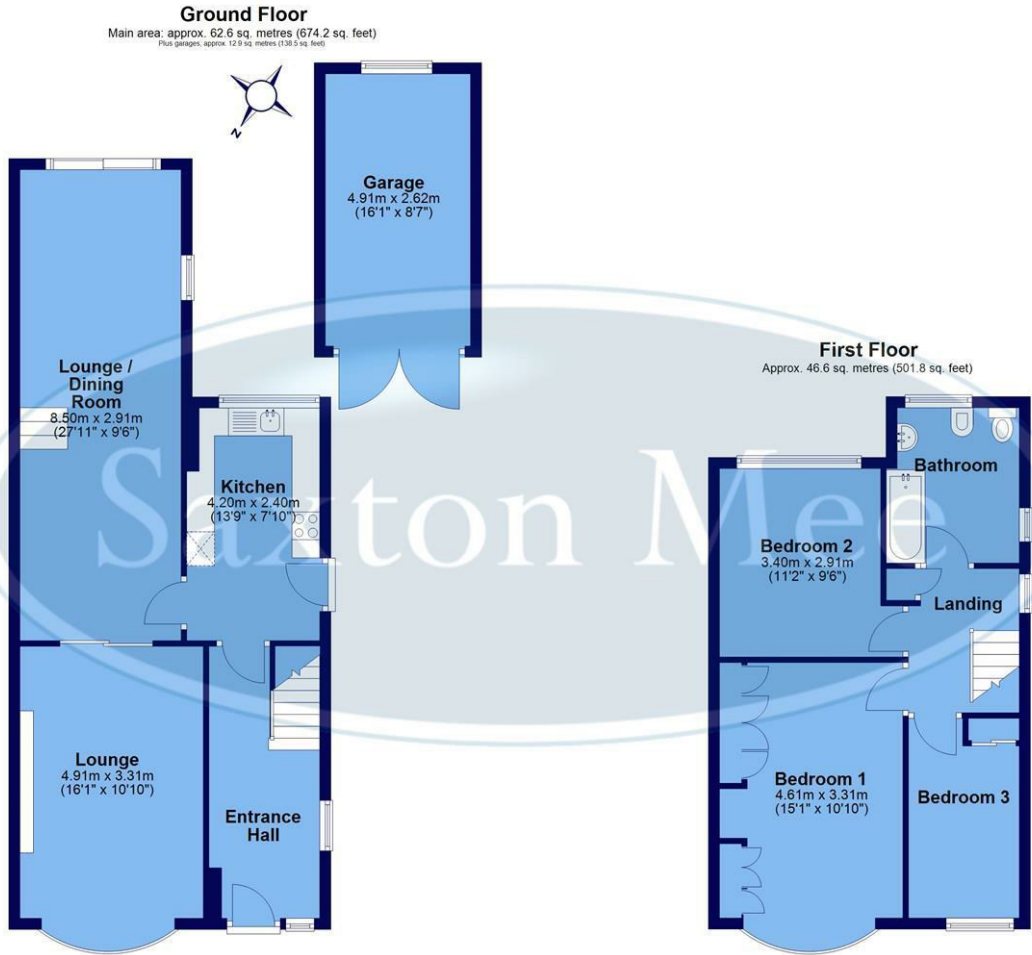 Ground Floor
Main area: approx. 62.6 sq. metres (674.2 sq. feet)
Plus garages, approx. 12.9 sq. metres (138.5 sq. feet)
N
Garage
4.91m x 2.62m
(16'1" x 8'7")
Lounge /
Dining
Room
8.50m x 2.91m
(27'11" x 9'6")
Kitchen
4.20m x 2.40m
(13'9" x 7'10")
Lounge
4.91m x 3.31m
(16'1" x 10'10")
Entrance
Hall
First Floor
Approx. 46.6 sq. metres (501.8 sq. feet)
Bathroom
Bedroom 2
3.40m x 2.91m
(11'2" x 9'6")
Landing
Bedroom 1
4.61m x 3.31m
(15'1" x 10'10")
Bedroom 3
Saxton Mee